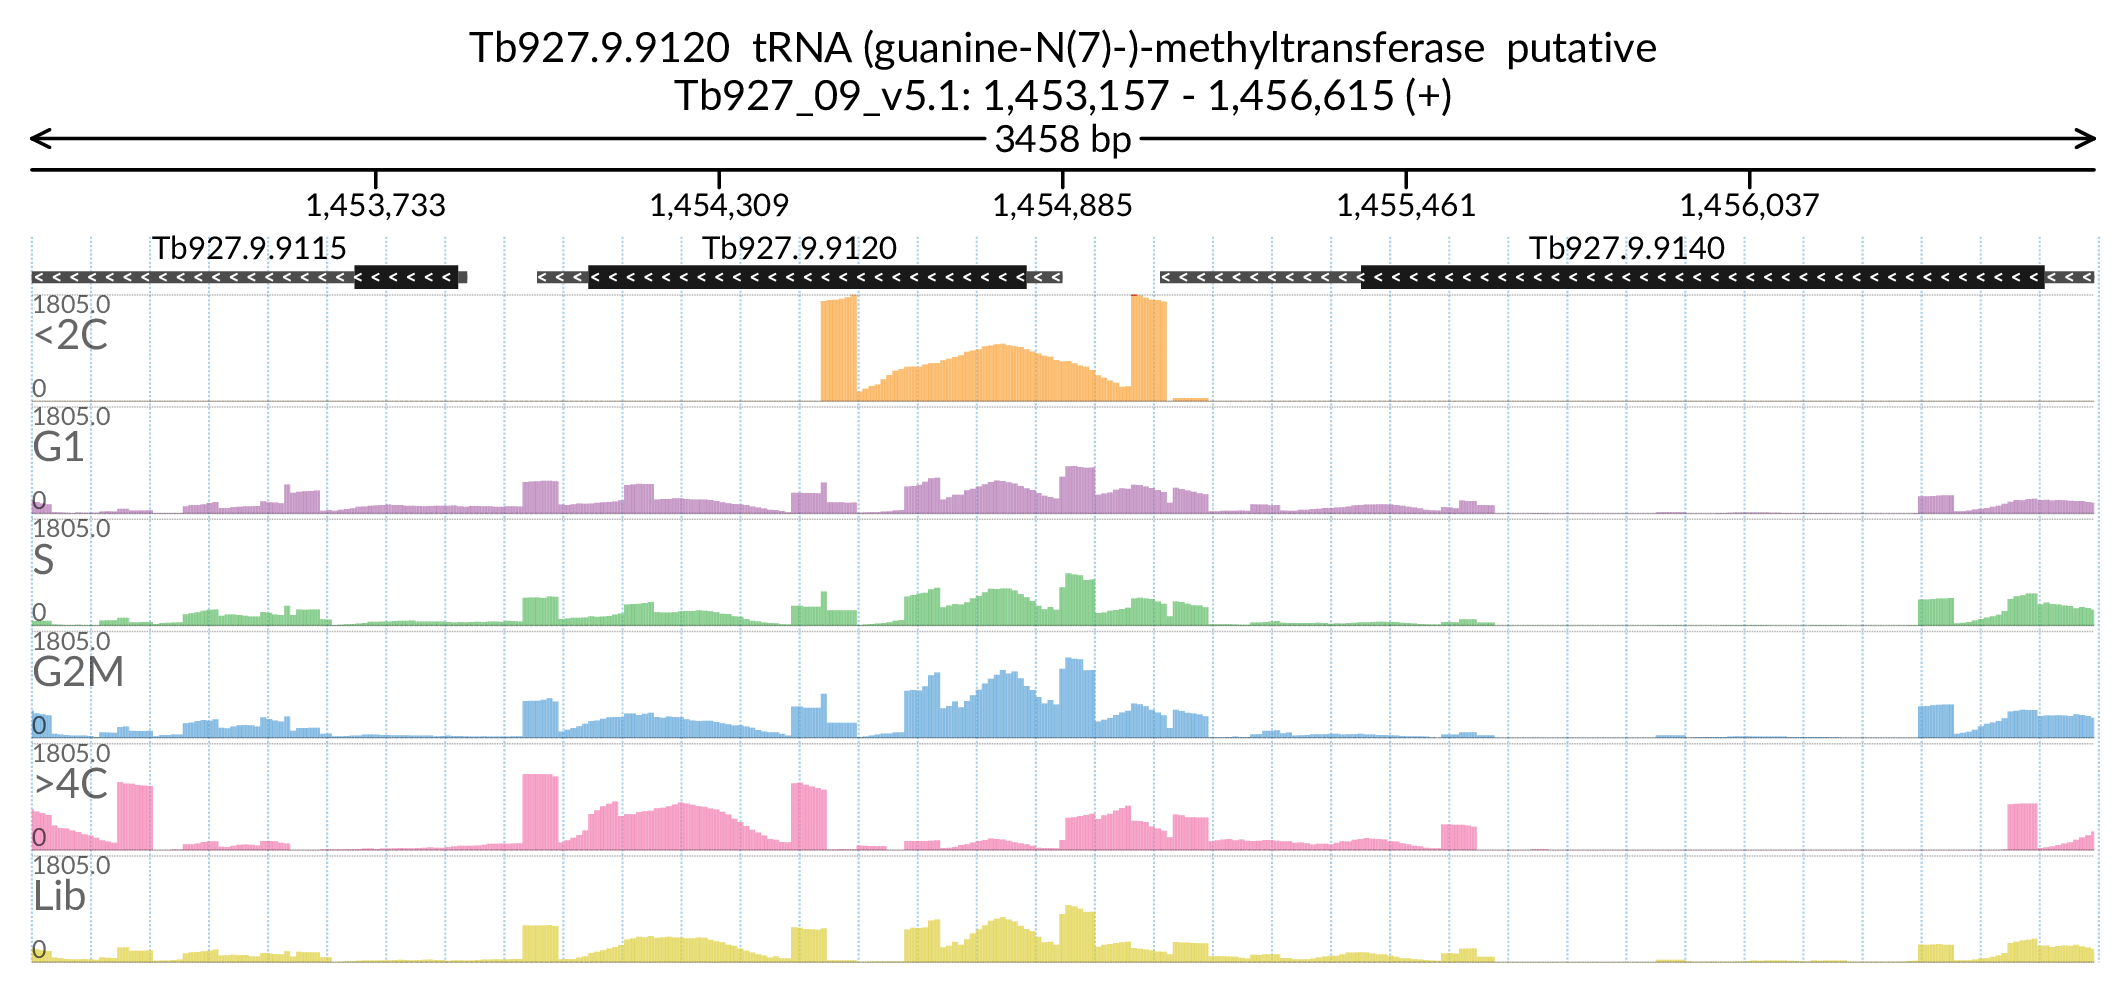 Tb927.9.9120 tRNA (guanine-N(7)-)-methyltransferase putative
Tb927_09_v5.1: 1,453,157 - 1,456,615 (+)
3458 bp
1,453,733 1,454,309 1,454,885 1,455,461 1,456,037
Tb927.9.9115 Tb927.9.9120 Tb927.9.9140
1805.0
<2C
0
1805.0
G1
0
1805.0
S
0
1805.0
G2M
0
1805.0
>4C
0
1805.0
Lib
0